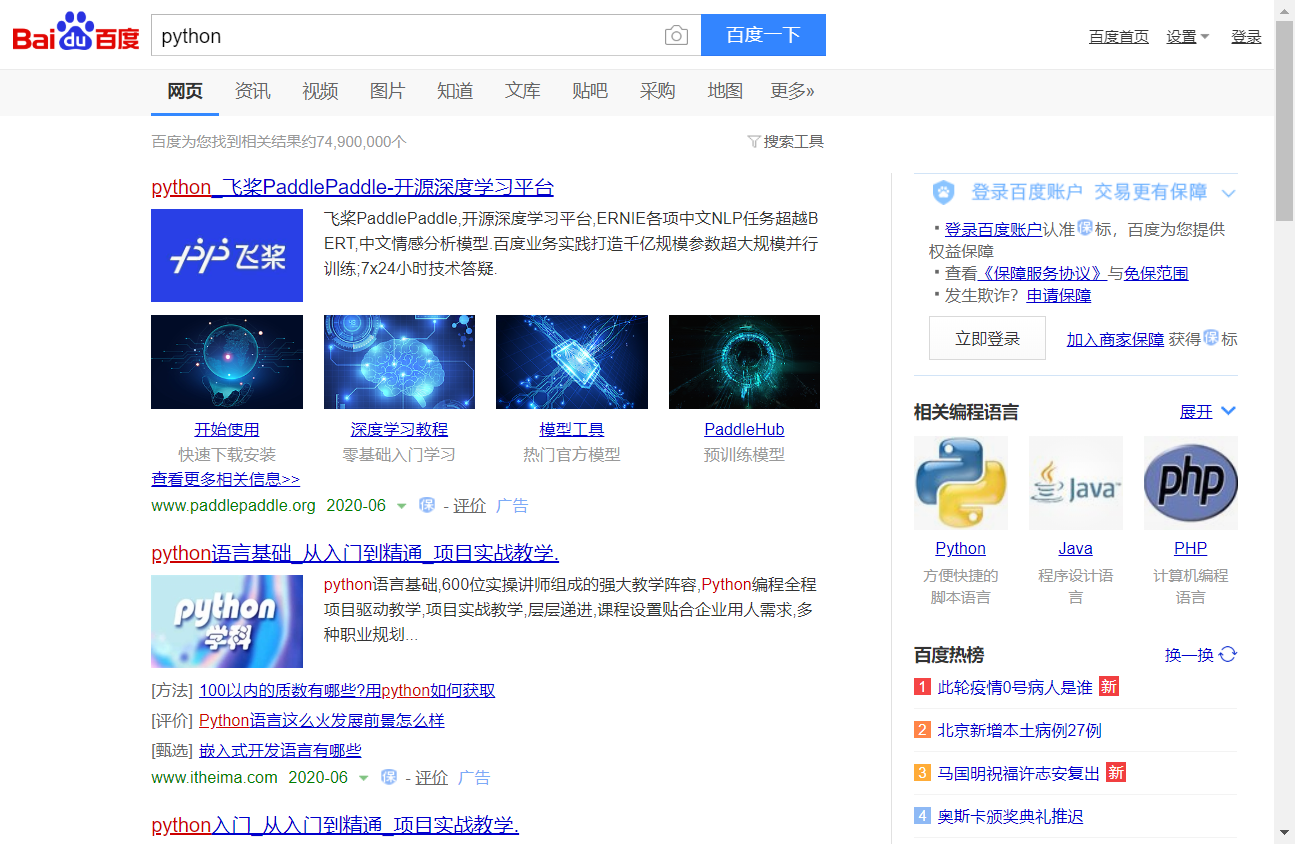 Bai du 百度 python 百度一下 百度首页 设置 登录
网页 资讯 视频 图片 知道 文库 贴吧 采购 地图 更多»
百度为您找到相关结果约74,900,000个 搜索工具
python_飞桨PaddlePaddle-开源深度学习平台
飞桨
飞桨PaddlePaddle,开源深度学习平台,ERNIE各项中文NLP任务超越B
ERT,中文情感分析模型.百度业务实践打造千亿规模参数超大规模并行
训练;7x24小时技术答疑.
开始使用 深度学习教程 模型工具 PaddleHub
快速下载安装 零基础入门学习 热门官方模型 预训练模型
查看更多相关信息>>
www.paddlepaddle.org 2020-06 保 - 评价 广告
python语言基础_从入门到精通_项目实战教学.
python
学科
python语言基础,600位实操讲师组成的强大教学阵容,Python编程全程
项目驱动教学,项目实战教学,层层递进,课程设置贴合企业用人需求,多
种职业规划...
[方法] 100以内的质数有哪些?用python如何获取
[评价] Python语言这么火发展前景怎么样
[甄选] 嵌入式开发语言有哪些
www.itheima.com 2020-06 保 - 评价 广告
python入门_从入门到精通_项目实战教学.
登录百度账户 交易更有保障
·登录百度账户认准保标，百度为您提供
权益保障
·查看《保障服务协议》与免保范围
·发生欺诈？申请保障
立即登录 加入商家保障 获得保标
相关编程语言 展开
Java php
Python Java PHP
方便快捷的 程序设计语 计算机编程
脚本语言 言 语言
百度热榜 换一换
1 此轮疫情0号病人是谁 新
2 北京新增本土病例27例
3 马国明祝福许志安复出 新
4 奥斯卡颁奖典礼推迟